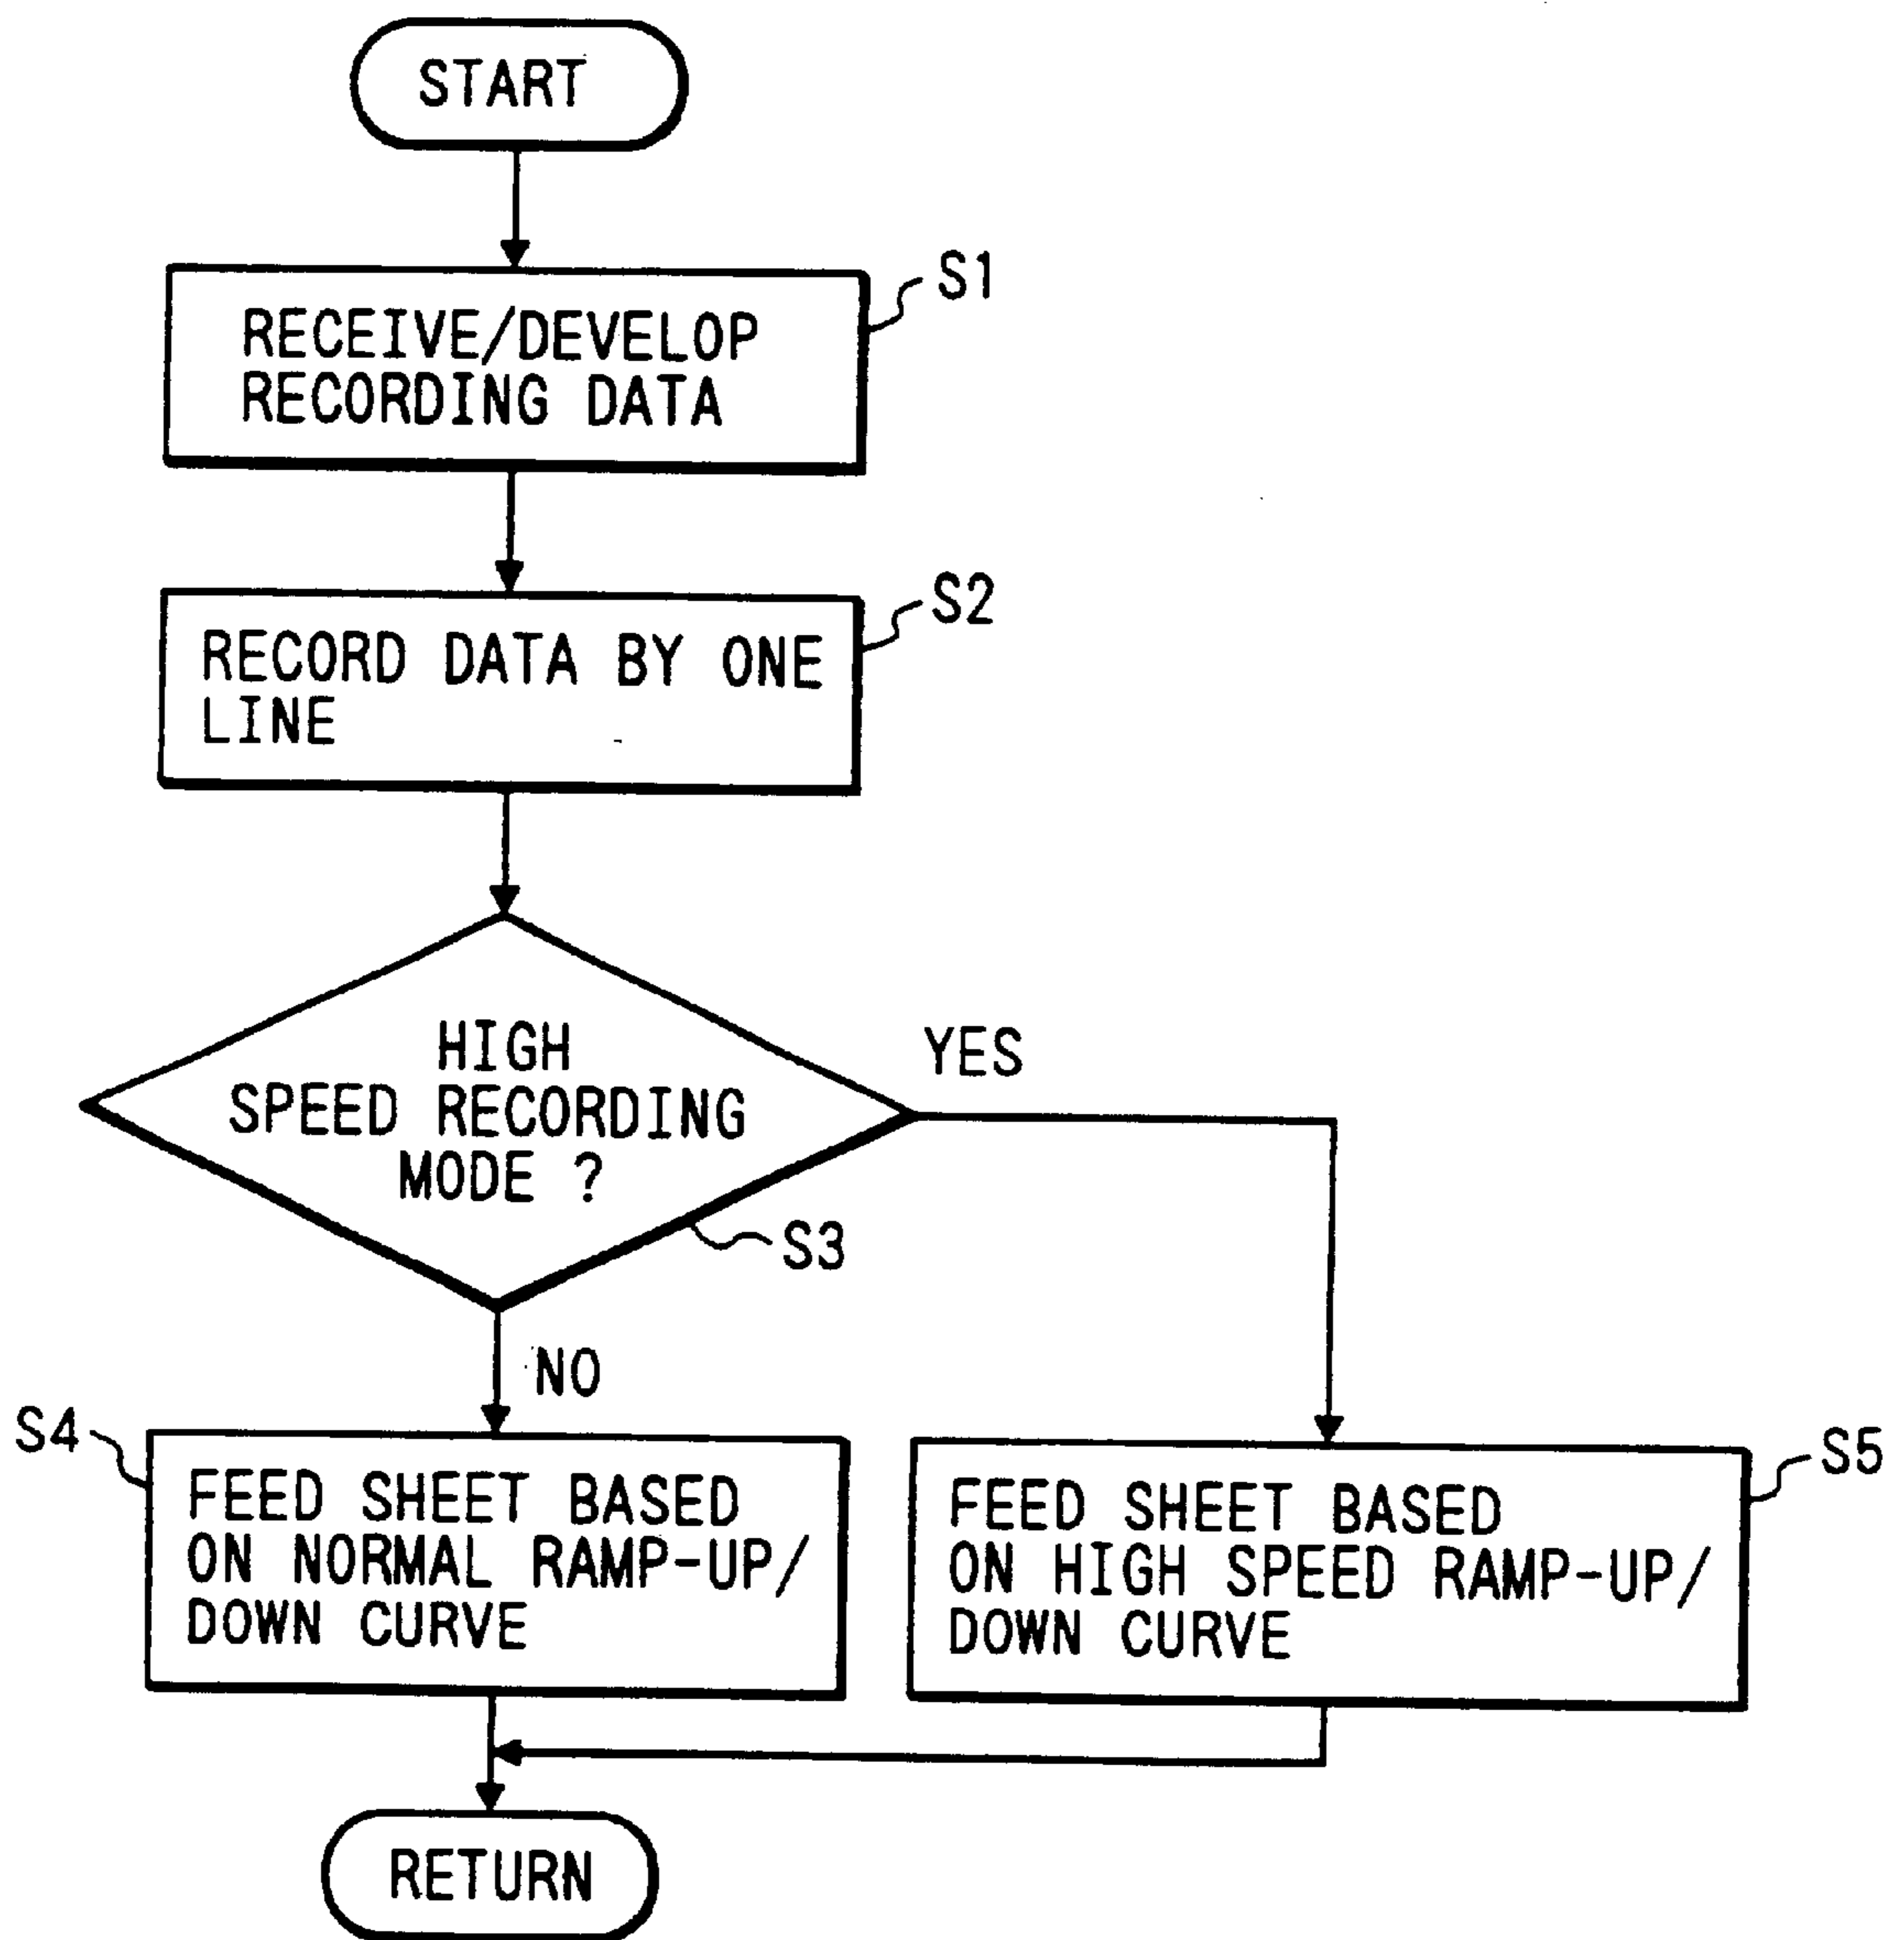 START
S1
RECEIVE/DEVELOP
RECORDING DATA
S2
RECORD DATA BY ONE
LINE
HIGH
SPEED RECORDING
MODE ?
YES
S3
NO
S4
FEED SHEET BASED
ON NORMAL RAMP-UP/
DOWN CURVE
S5
FEED SHEET BASED
ON HIGH SPEED RAMP-UP/
DOWN CURVE
RETURN